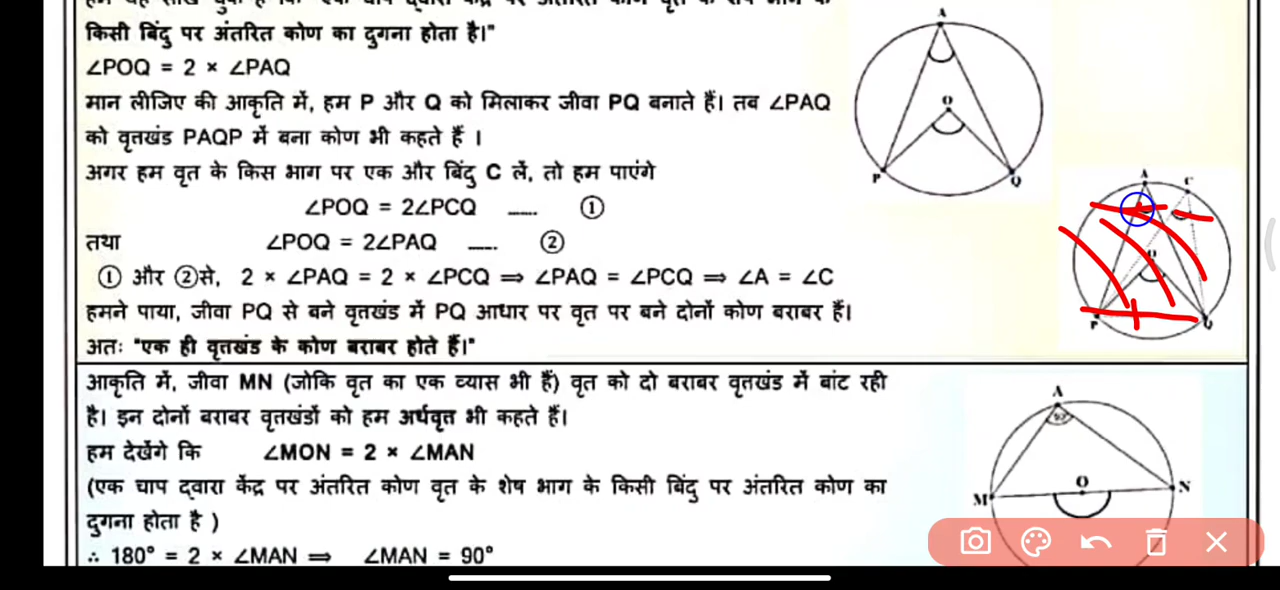 किसी बिंदु पर अंतरित कोण का दुगना होता है।"
∠POQ = 2 × ∠PAQ
मान लीजिए की आकृति में, हम P और Q को मिलाकर जीवा PQ बनाते हैं। तब ∠PAQ
को वृत्तखंड PAQP में बना कोण भी कहते हैं ।
अगर हम वृत के किस भाग पर एक और बिंदु C लें, तो हम पाएंगे
∠POQ = 2∠PCQ ...... ①
तथा ∠POQ = 2∠PAQ ...... ②
① और ②से, 2 × ∠PAQ = 2 × ∠PCQ ⟹ ∠PAQ = ∠PCQ ⟹ ∠A = ∠C
हमने पाया, जीवा PQ से बने वृत्तखंड में PQ आधार पर वृत पर बने दोनों कोण बराबर हैं।
अतः "एक ही वृत्तखंड के कोण बराबर होते हैं।"
A
O
P
Q
A
C
P
आकृति में, जीवा MN (जोकि वृत का एक व्यास भी हैं) वृत को दो बराबर वृत्तखंड में बांट रही
है। इन दोनों बराबर वृत्तखंडों को हम अर्धवृत्त भी कहते हैं।
हम देखेंगे कि ∠MON = 2 × ∠MAN
(एक चाप द्वारा केंद्र पर अंतरित कोण वृत के शेष भाग के किसी बिंदु पर अंतरित कोण का
दुगना होता है )
∴ 180° = 2 × ∠MAN ⟹ ∠MAN = 90°
A
90°
O
M
N